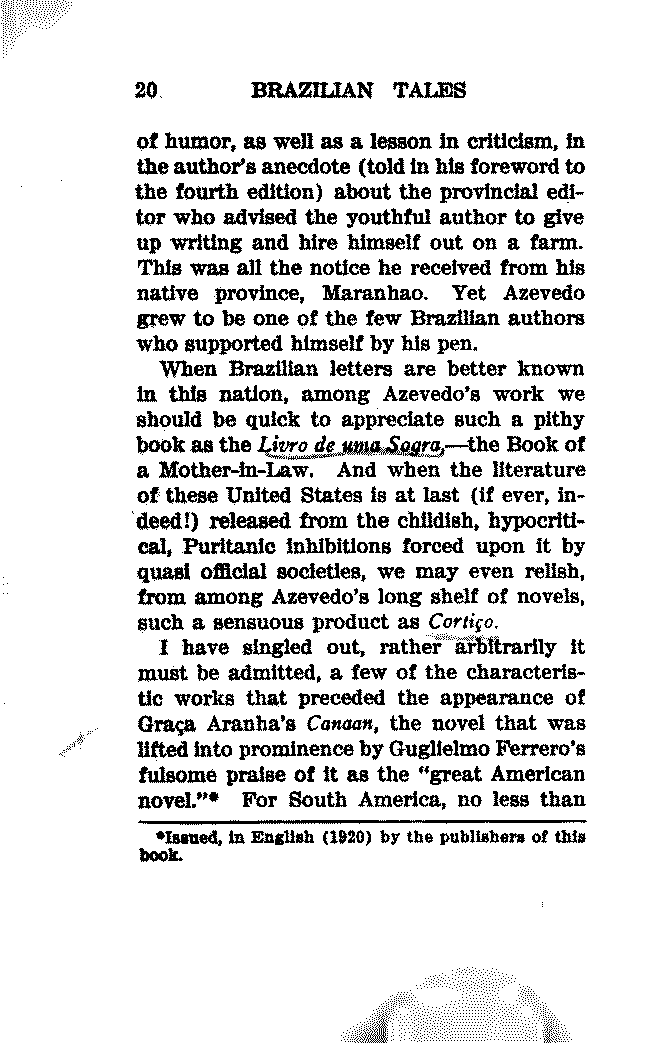 20 BRAZILIAN TALES
of humor, as well as a lesson in criticism, in
the author's anecdote (told in his foreword to
the fourth edition) about the provincial edi-
tor who advised the youthful author to give
up writing and hire himself out on a farm.
This was all the notice he received from his
native province, Maranhao. Yet Azevedo
grew to be one of the few Brazilian authors
who supported himself by his pen.
When Brazilian letters are better known
in this nation, among Azevedo's work we
should be quick to appreciate such a pithy
book as the Livro de uma Sogra,—the Book of
a Mother-in-Law. And when the literature
of these United States is at last (if ever, in-
deed!) released from the childish, hypocriti-
cal, Puritanic inhibitions forced upon it by
quasi official societies, we may even relish,
from among Azevedo's long shelf of novels,
such a sensuous product as Cortiço.
I have singled out, rather arbitrarily it
must be admitted, a few of the characteris-
tic works that preceded the appearance of
Graça Aranha's Canaan, the novel that was
lifted into prominence by Guglielmo Ferrero's
fulsome praise of it as the "great American
novel."* For South America, no less than
*Issued, in English (1920) by the publishers of this
book.